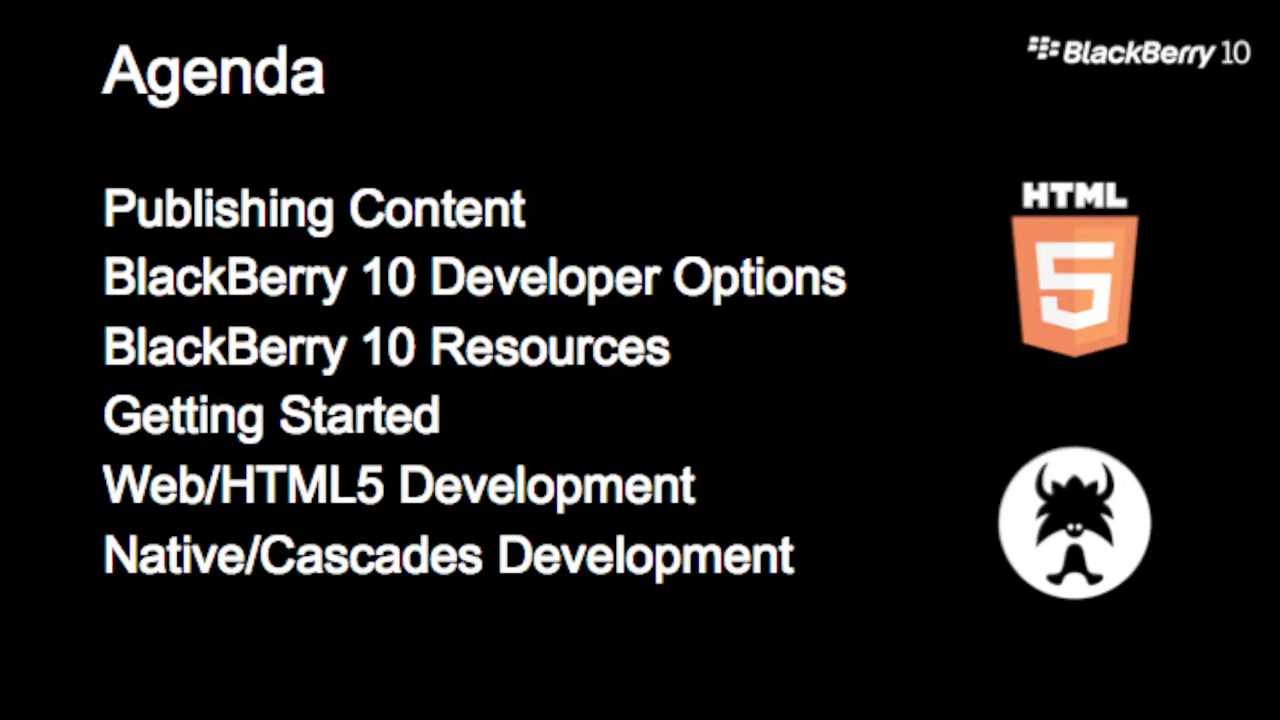 Agenda
BlackBerry 10
Publishing Content
BlackBerry 10 Developer Options
BlackBerry 10 Resources
Getting Started
Web/HTML5 Development
Native/Cascades Development
HTML
5